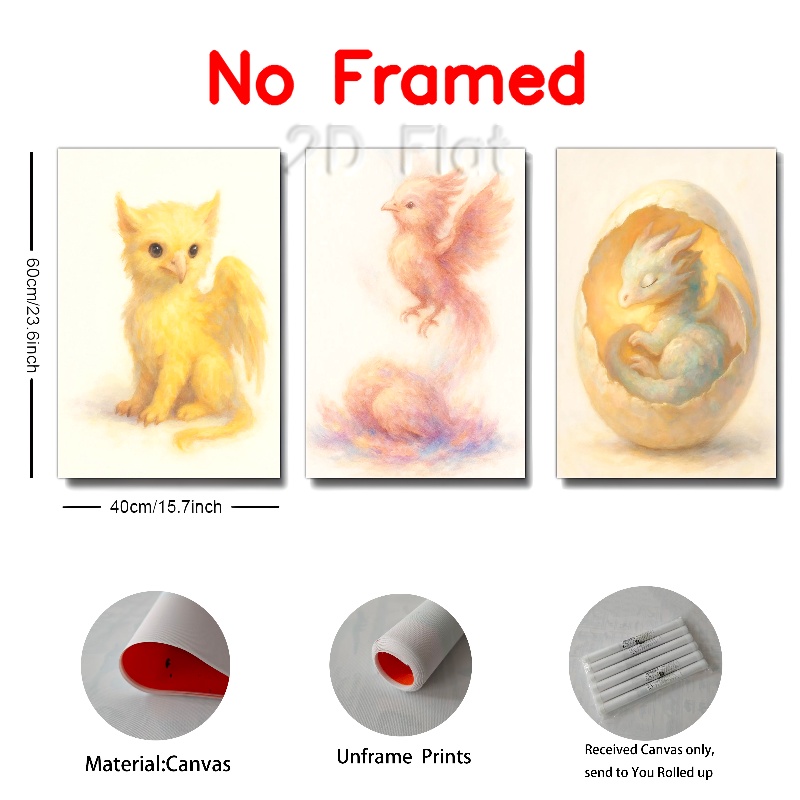 No Framed
2D Flat
60cm/23.6inch
40cm/15.7inch
Material:Canvas
Unframe Prints
Received Canvas only,
send to You Rolled up